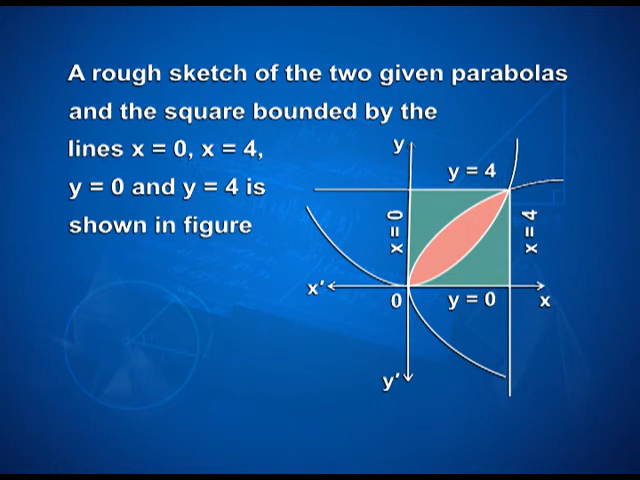 A rough sketch of the two given parabolas
and the square bounded by the
lines x = 0, x = 4,
y = 0 and y = 4 is
shown in figure
y
y = 4
x = 0
x = 4
x′
0
y = 0
x
y′